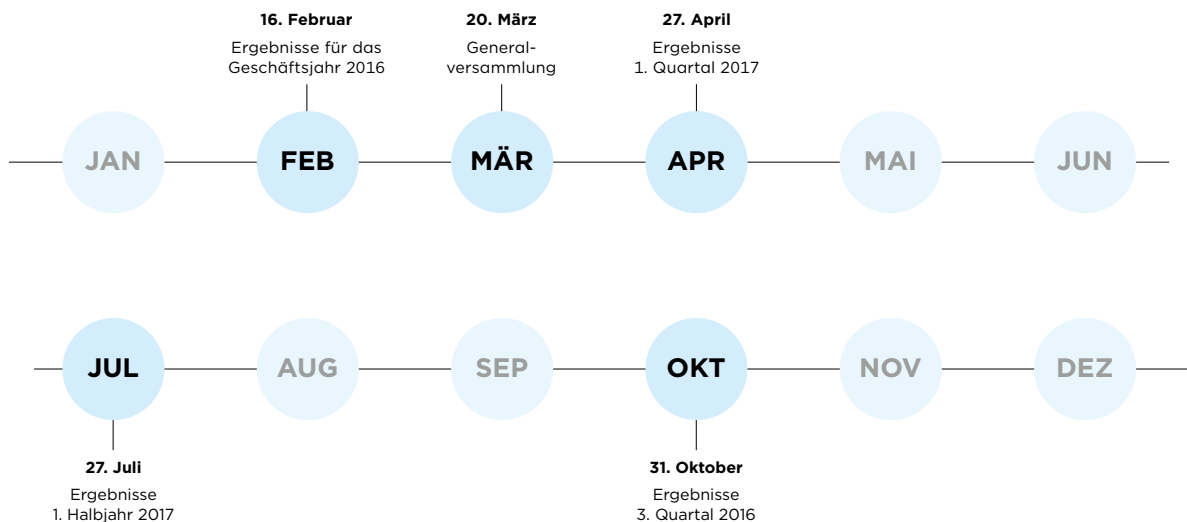 16. Februar
Ergebnisse für das
Geschäftsjahr 2016
20. März
General-
versammlung
27. April
Ergebnisse
1. Quartal 2017
JAN
FEB
MÄR
APR
MAI
JUN
JUL
AUG
SEP
OKT
NOV
DEZ
27. Juli
Ergebnisse
1. Halbjahr 2017
31. Oktober
Ergebnisse
3. Quartal 2016